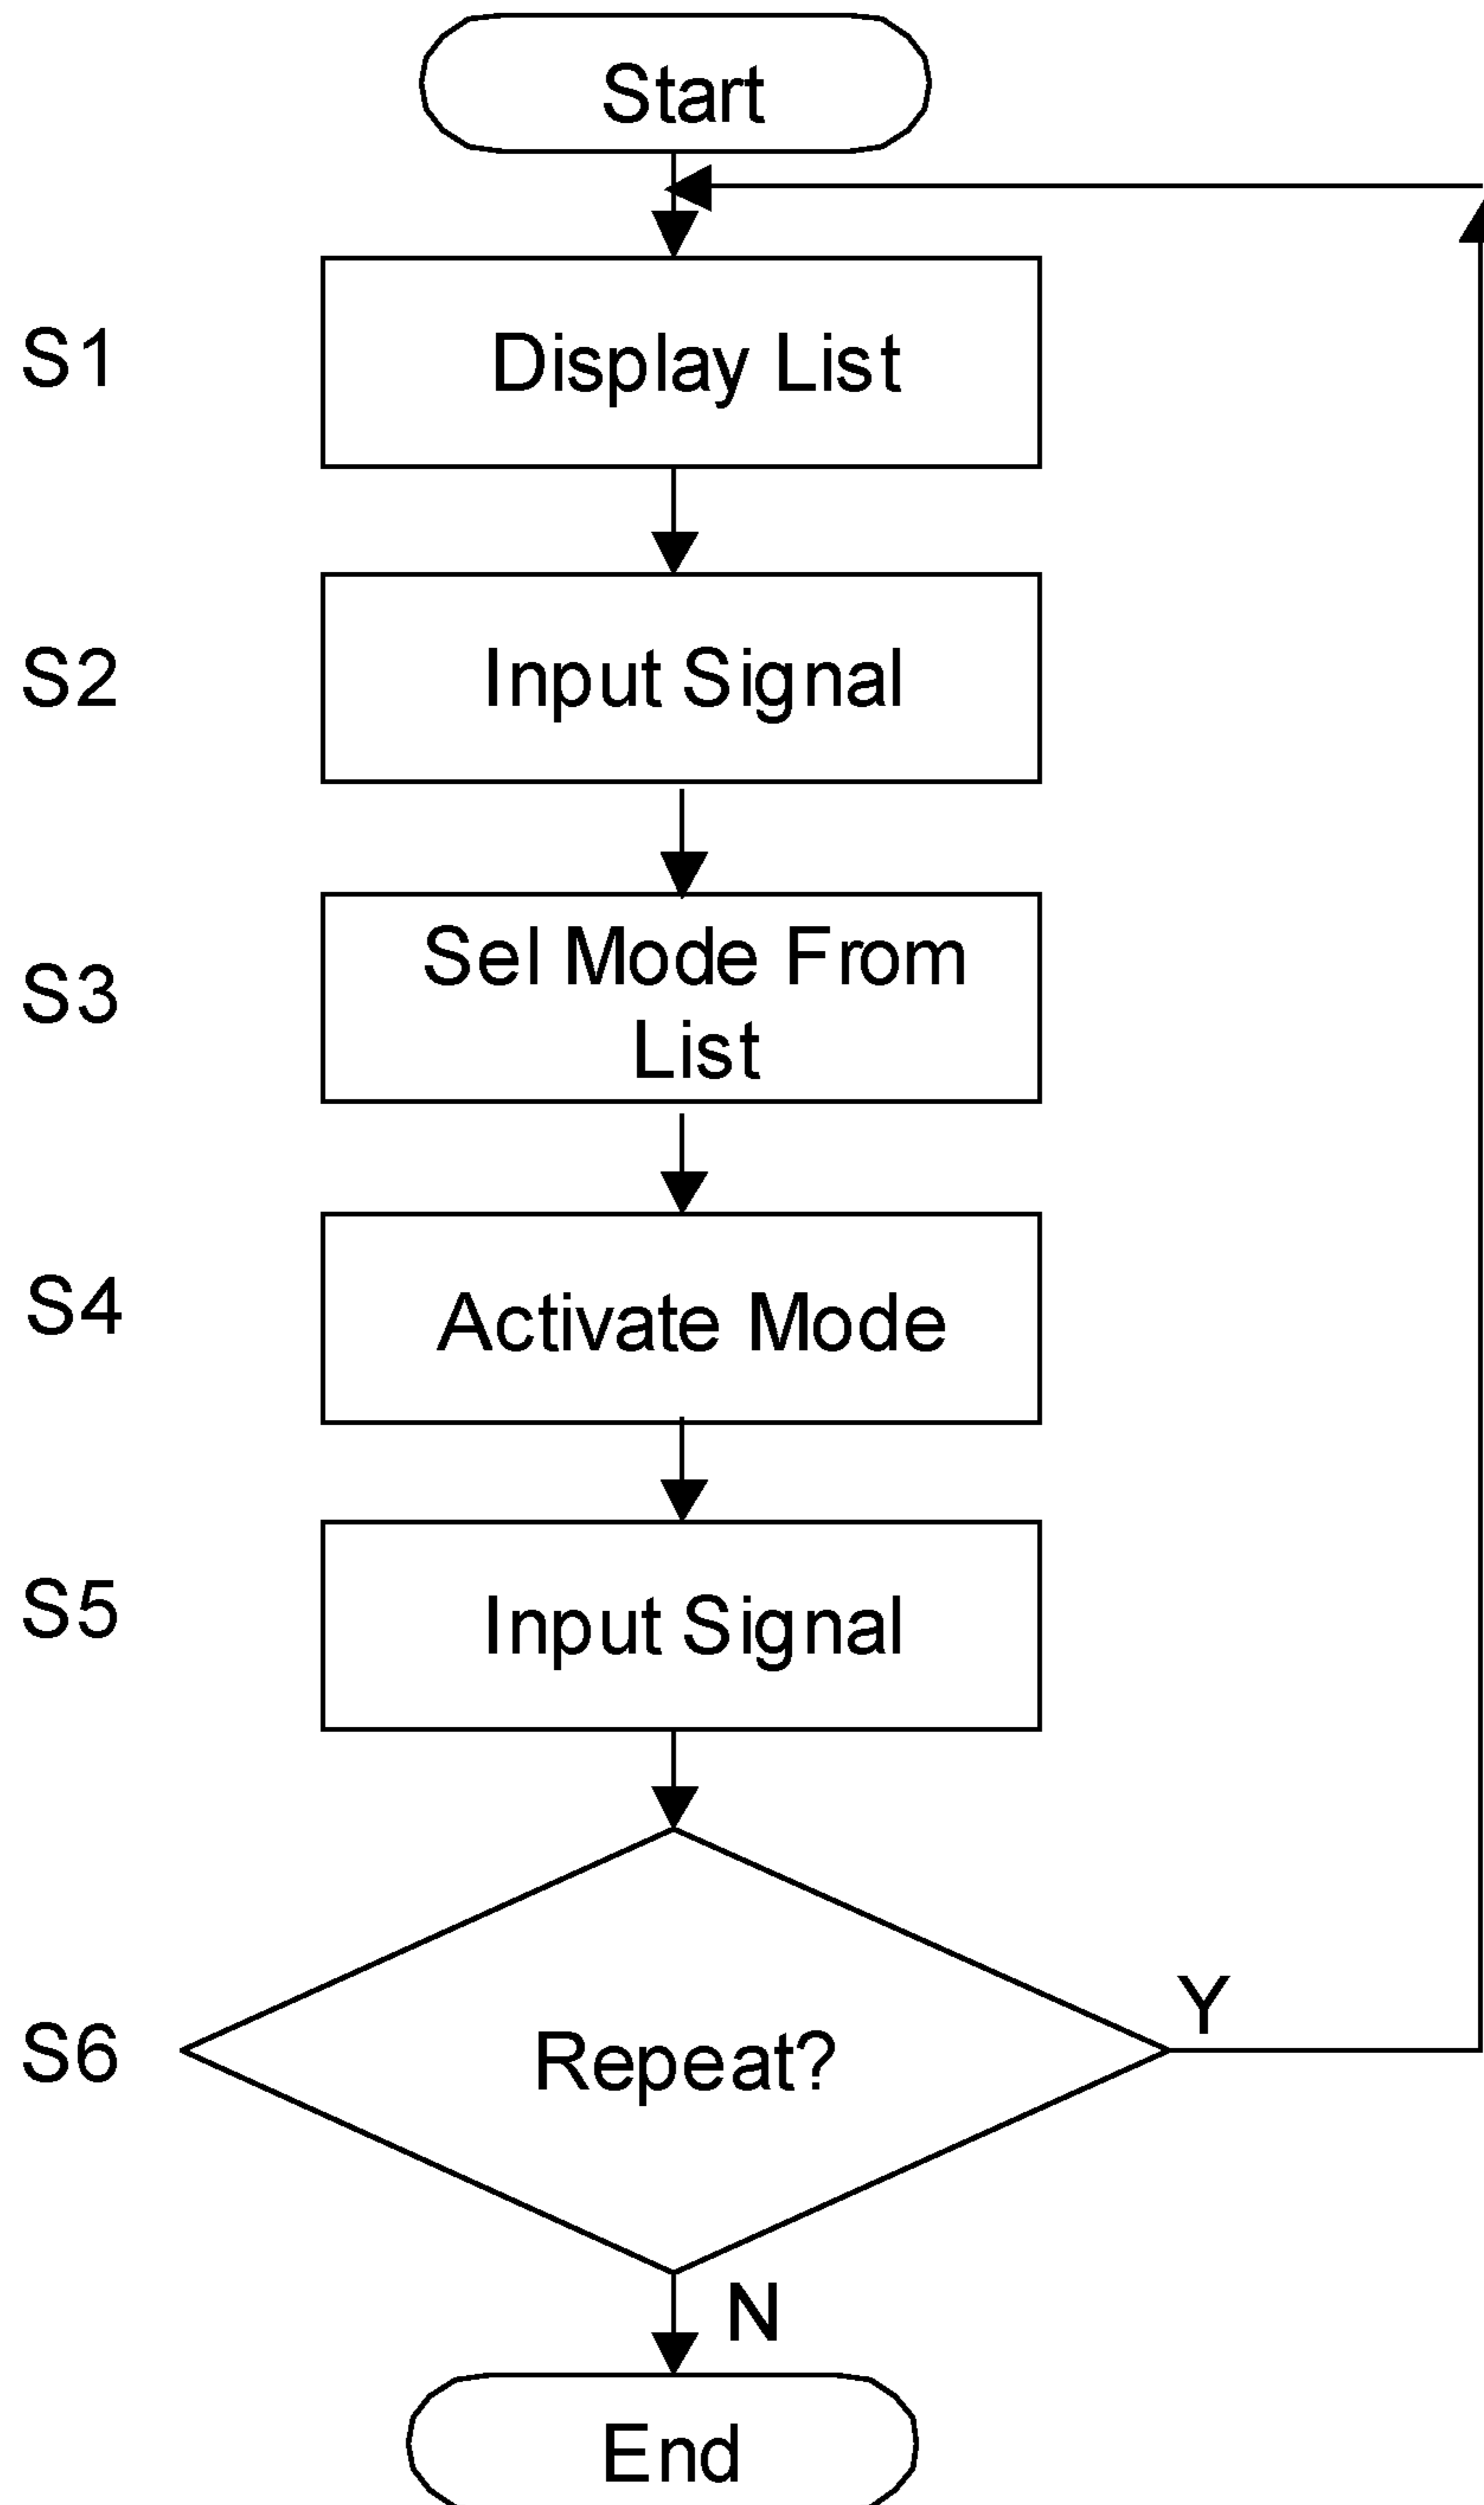 Start
S1
Display List
S2
Input Signal
S3
Sel Mode From
List
S4
Activate Mode
S5
Input Signal
S6
Repeat?
Y
N
End